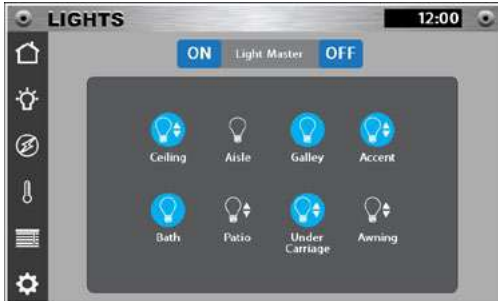 LIGHTS 12:00
ON Light Master OFF
Ceiling Aisle Galley Accent
Bath Patio Under Carriage Awning